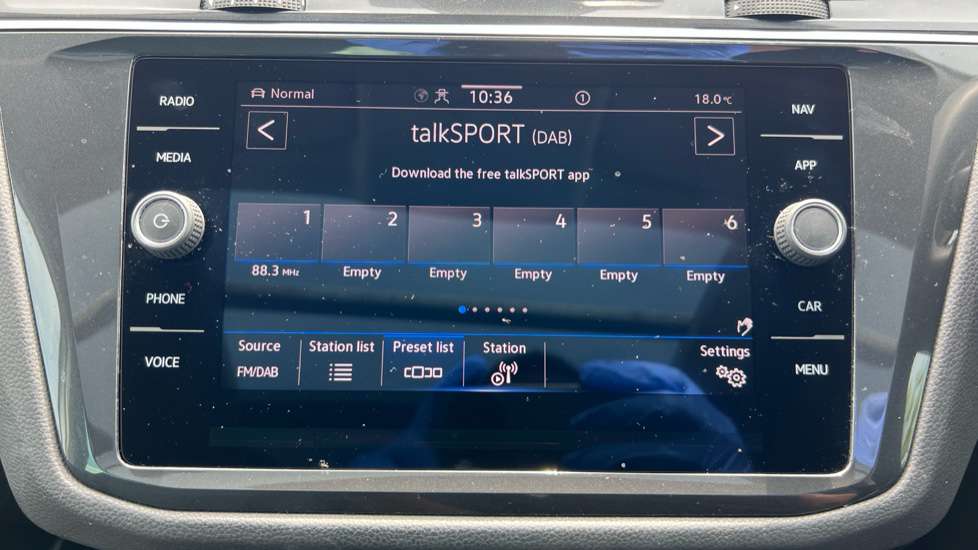 RADIO
MEDIA
PHONE
VOICE
Normal 10:36 1 18.0°C
< talkSPORT (DAB) >
Download the free talkSPORT app
1 2 3 4 5 6
88.3 MHz Empty Empty Empty Empty Empty
Source Station list Preset list Station Settings
FM/DAB
NAV
APP
CAR
MENU